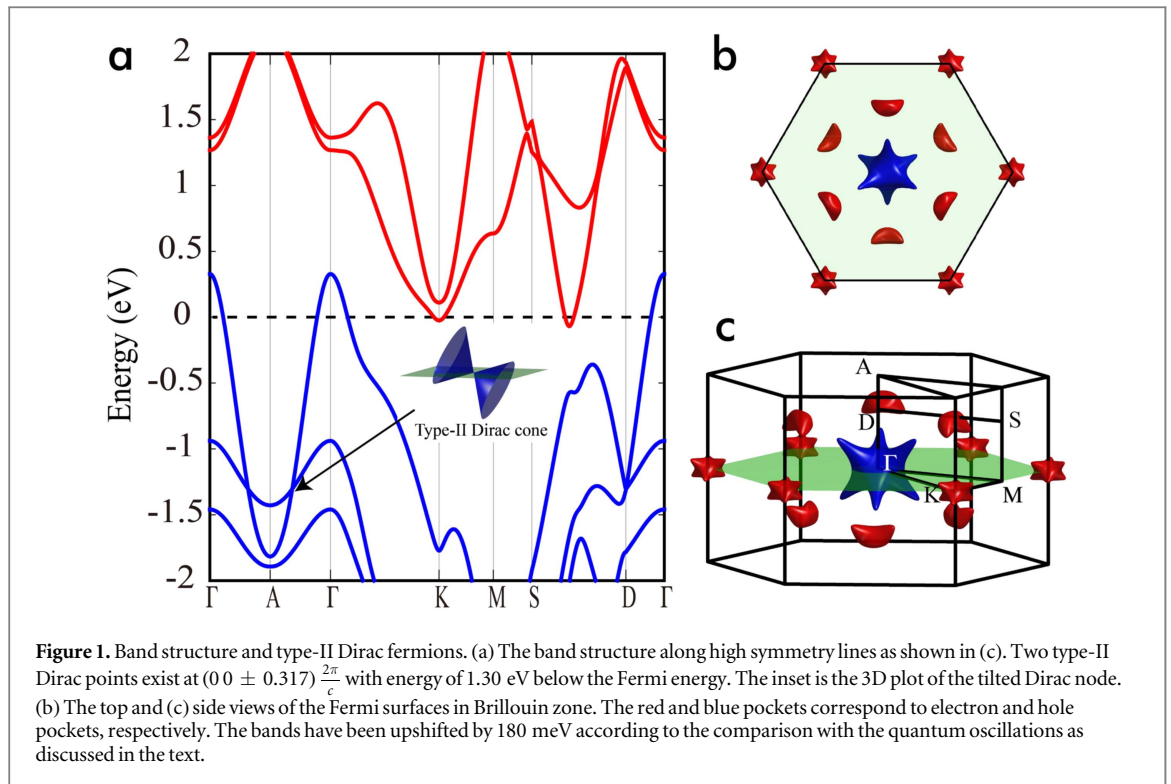 a
Energy (eV)
2
1.5
1
0.5
0
-0.5
-1
-1.5
-2
Γ A Γ K M S D Γ
Type-II Dirac cone
b
c
A
D
S
Γ
K
M
Figure 1. Band structure and type-II Dirac fermions. (a) The band structure along high symmetry lines as shown in (c). Two type-II
Dirac points exist at (0 0 ± 0.317) 2π/c with energy of 1.30 eV below the Fermi energy. The inset is the 3D plot of the tilted Dirac node.
(b) The top and (c) side views of the Fermi surfaces in Brillouin zone. The red and blue pockets correspond to electron and hole
pockets, respectively. The bands have been upshifted by 180 meV according to the comparison with the quantum oscillations as
discussed in the text.